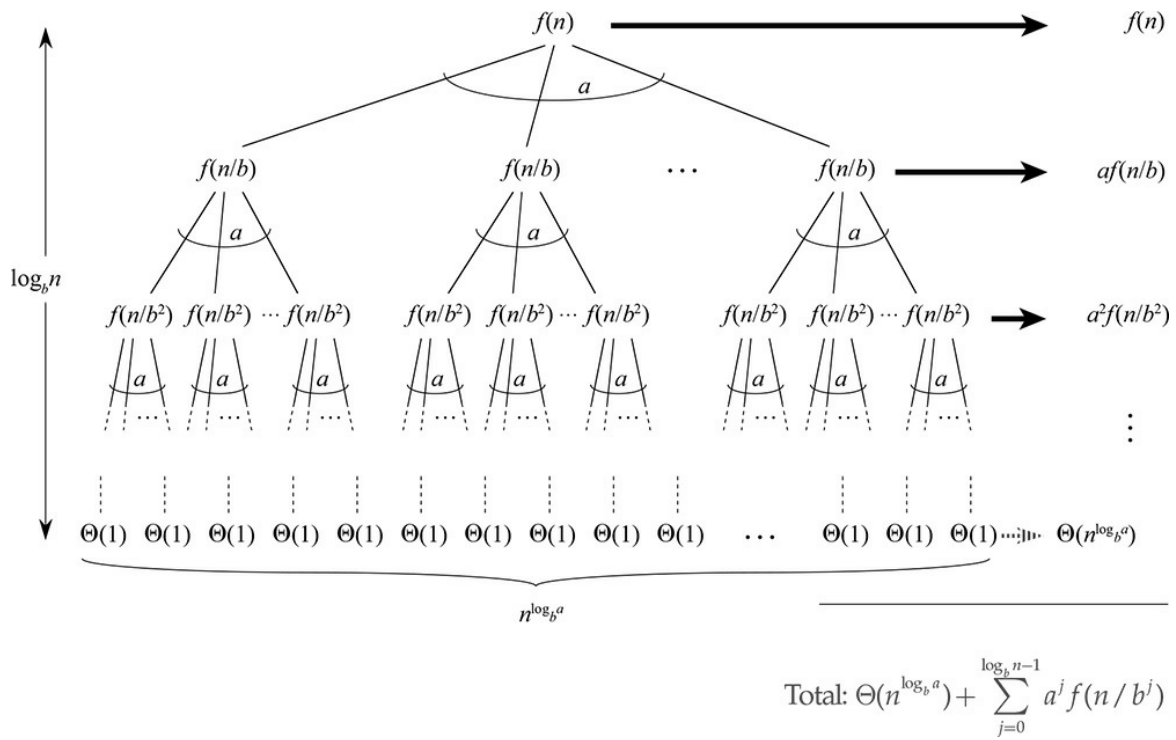 f(n) f(n)
a
f(n/b) f(n/b) ⋯ f(n/b) af(n/b)
a a a
log_b n
f(n/b²) f(n/b²) ⋯ f(n/b²) f(n/b²) f(n/b²) ⋯ f(n/b²) f(n/b²) f(n/b²) ⋯ f(n/b²) a²f(n/b²)
a a a a a a a a a
⋯ ⋯ ⋯ ⋯ ⋯ ⋯ ⋯ ⋯ ⋯ ⋮
Θ(1) Θ(1) Θ(1) Θ(1) Θ(1) Θ(1) Θ(1) Θ(1) Θ(1) Θ(1) ⋯ Θ(1) Θ(1) Θ(1) Θ(n^{log_b a})
n^{log_b a}
Total: Θ(n^{log_b a}) + ∑_{j=0}^{log_b n−1} a^j f(n / b^j)